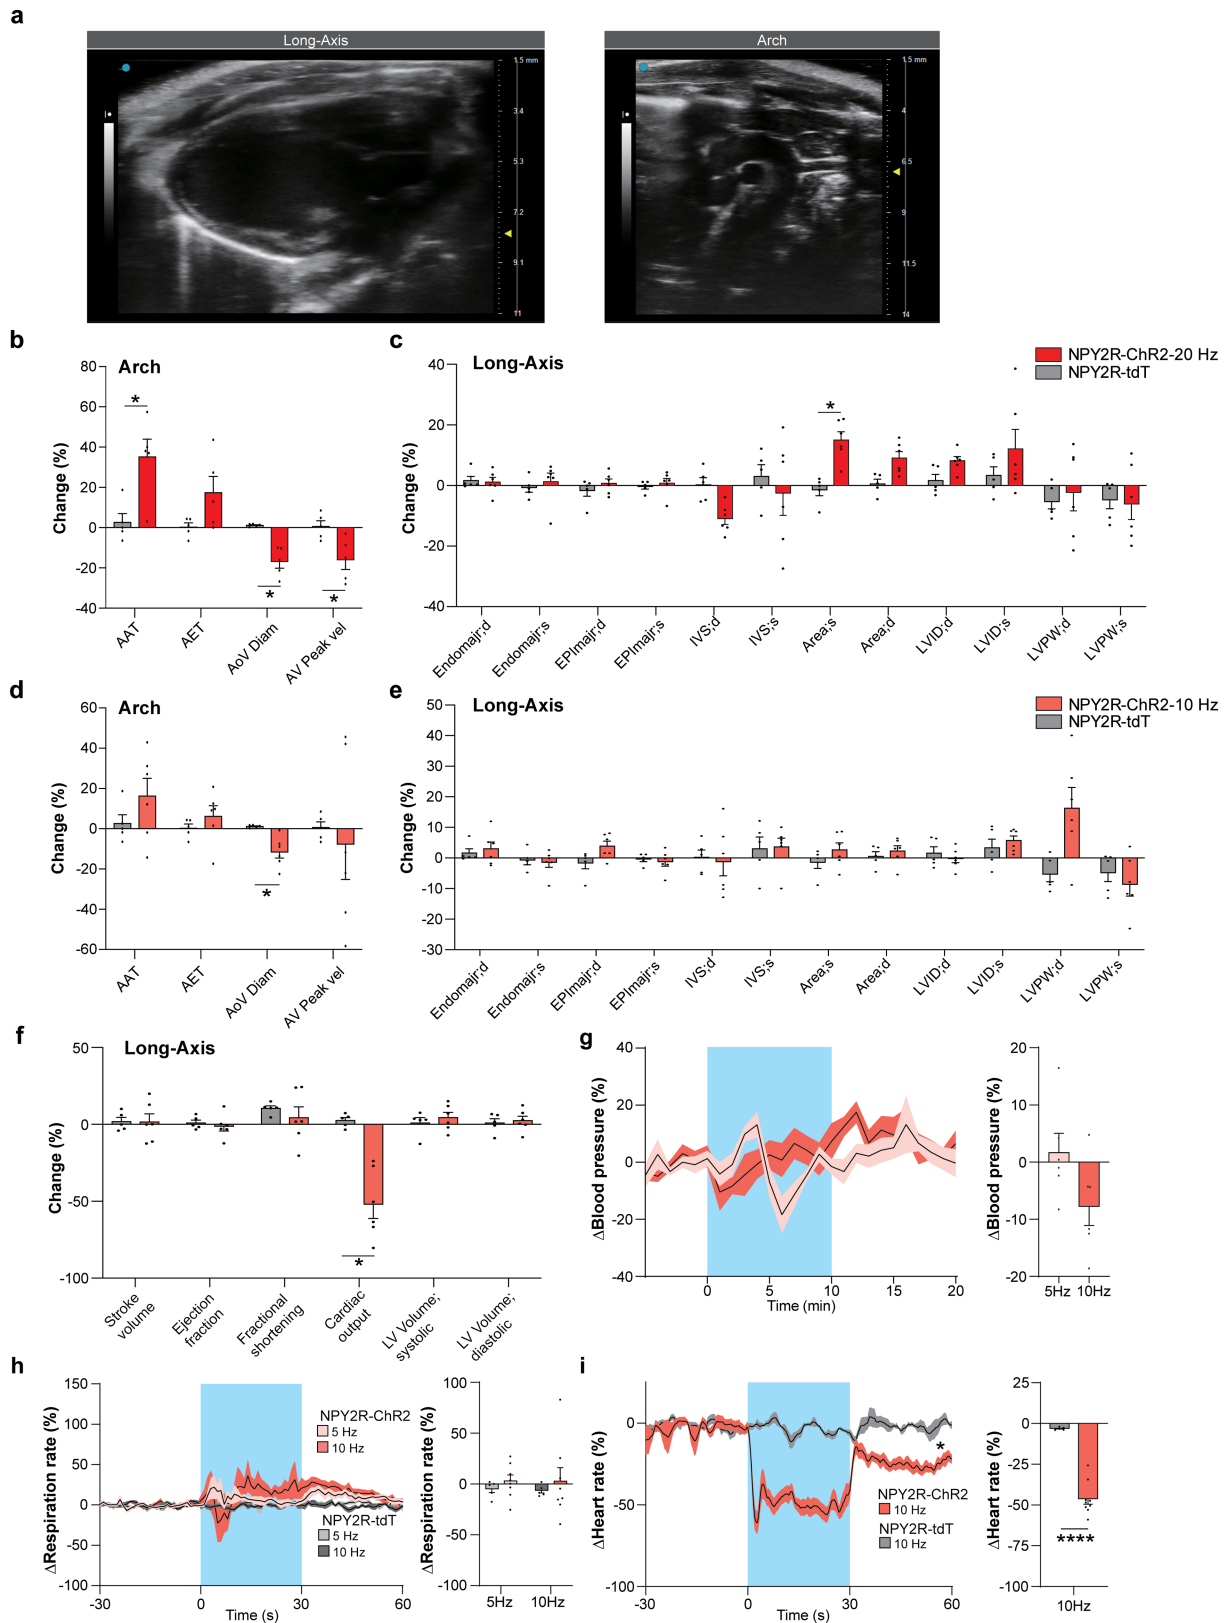 a
Long-Axis
Arch
1.5 mm
3.4
5.3
7.2
9.1
11
1.5 mm
4
6.5
9
11.5
14
b
Arch
Change (%)
80
60
40
20
0
-20
-40
*
*
*
AAT
AET
AoV Diam
AV Peak vel
c
Long-Axis
NPY2R-ChR2-20 Hz
NPY2R-tdT
Change (%)
40
20
0
-20
-40
*
Endomajr;d
Endomajr;s
EPImajr;d
EPImajr;s
IVS;d
IVS;s
Area;s
Area;d
LVID;d
LVID;s
LVPW;d
LVPW;s
d
Arch
Change (%)
60
40
20
0
-20
-40
-60
*
AAT
AET
AoV Diam
AV Peak vel
e
Long-Axis
NPY2R-ChR2-10 Hz
NPY2R-tdT
Change (%)
50
40
30
20
10
0
-10
-20
-30
Endomajr;d
Endomajr;s
EPImajr;d
EPImajr;s
IVS;d
IVS;s
Area;s
Area;d
LVID;d
LVID;s
LVPW;d
LVPW;s
f
Long-Axis
Change (%)
50
0
-50
-100
*
Stroke
volume
Ejection
fraction
Fractional
shortening
Cardiac
output
LV Volume;
systolic
LV Volume;
diastolic
g
ΔBlood pressure (%)
40
20
0
-20
-40
0
5
10
15
20
Time (min)
ΔBlood pressure (%)
20
10
0
-10
-20
5Hz
10Hz
h
ΔRespiration rate (%)
150
100
50
0
-50
-100
NPY2R-ChR2
5 Hz
10 Hz
NPY2R-tdT
5 Hz
10 Hz
-30
0
30
60
Time (s)
ΔRespiration rate (%)
100
50
0
-50
-100
5Hz
10Hz
i
ΔHeart rate (%)
0
-50
-100
*
NPY2R-ChR2
10 Hz
NPY2R-tdT
10 Hz
-30
0
30
60
Time (s)
ΔHeart rate (%)
25
0
-25
-50
-75
-100
****
10Hz